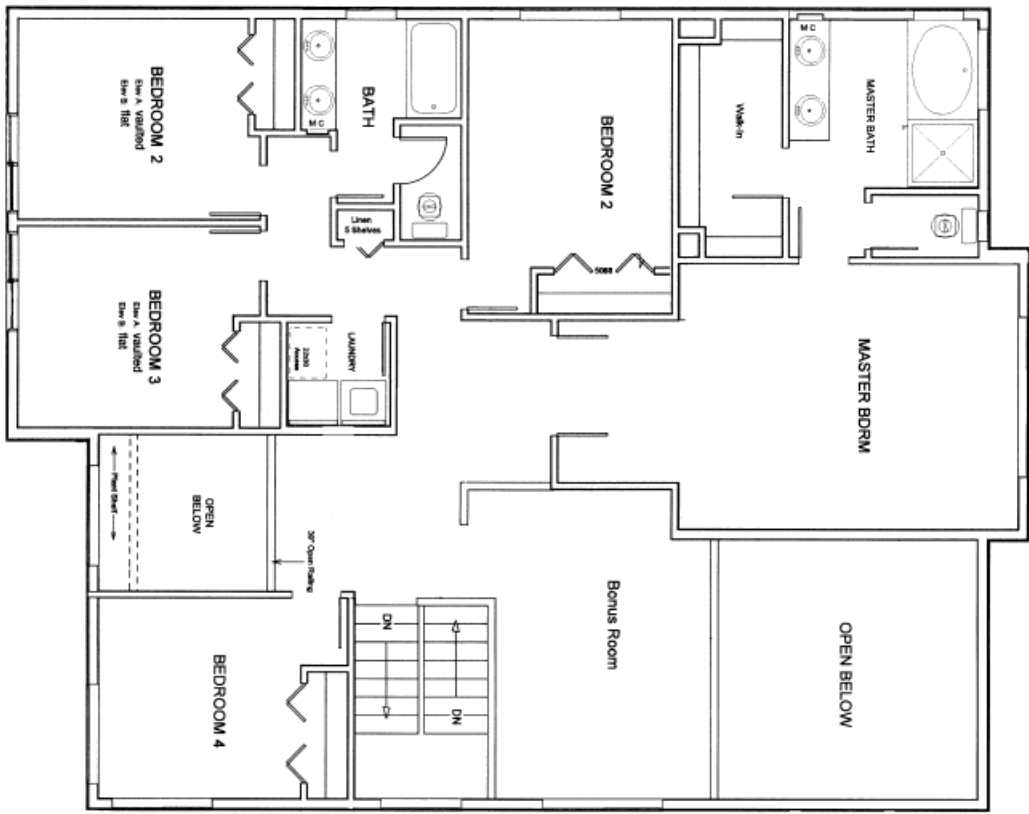 BEDROOM 2
Elev A: vaulted
Elev B: flat
M C
M C
BATH
BEDROOM 2
Walk-In
M C
MASTER BATH
Linen
5 Shelves
5068
BEDROOM 3
Elev A: vaulted
Elev B: flat
LAUNDRY
22x30
Access
MASTER BDRM
Plant Shelf
OPEN
BELOW
36" Open Railing
BEDROOM 4
DN
DN
Bonus Room
OPEN BELOW